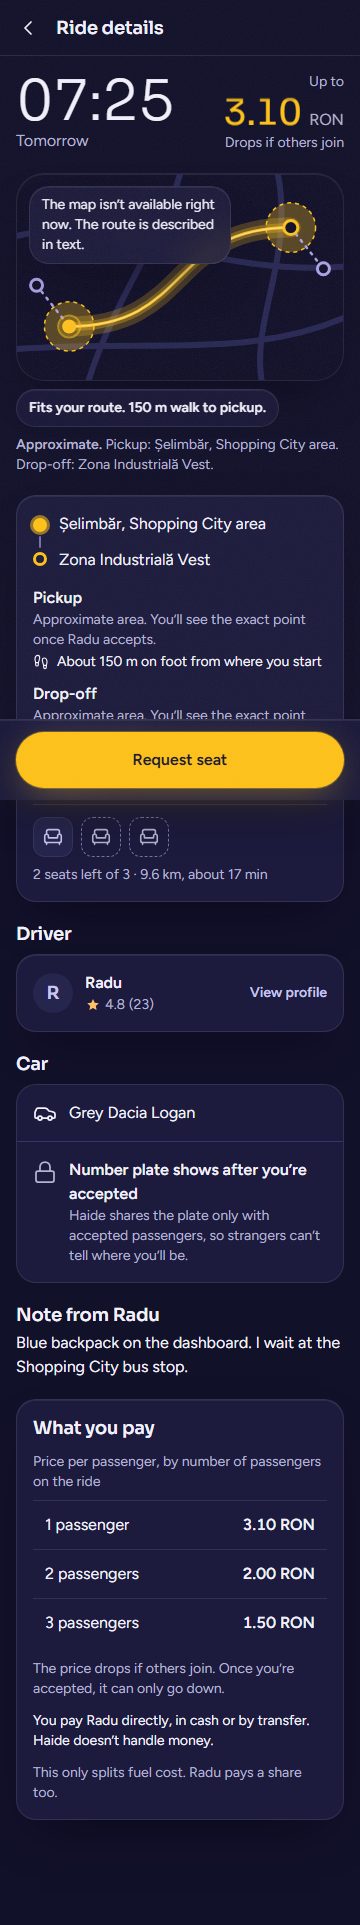 Ride details
07:25
Tomorrow
Up to
3.10 RON
Drops if others join
The map isn't available right
now. The route is described
in text.
Fits your route. 150 m walk to pickup.
Approximate. Pickup: Șelimbăr, Shopping City area.
Drop-off: Zona Industrială Vest.
Șelimbăr, Shopping City area
Zona Industrială Vest
Pickup
Approximate area. You'll see the exact point
once Radu accepts.
About 150 m on foot from where you start
Drop-off
Approximate area. You'll see the exact point
Request seat
2 seats left of 3 · 9.6 km, about 17 min
Driver
R
Radu
4.8 (23)
View profile
Car
Grey Dacia Logan
Number plate shows after you're
accepted
Haide shares the plate only with
accepted passengers, so strangers can't
tell where you'll be.
Note from Radu
Blue backpack on the dashboard. I wait at the
Shopping City bus stop.
What you pay
Price per passenger, by number of passengers
on the ride
1 passenger 3.10 RON
2 passengers 2.00 RON
3 passengers 1.50 RON
The price drops if others join. Once you're
accepted, it can only go down.
You pay Radu directly, in cash or by transfer.
Haide doesn't handle money.
This only splits fuel cost. Radu pays a share
too.